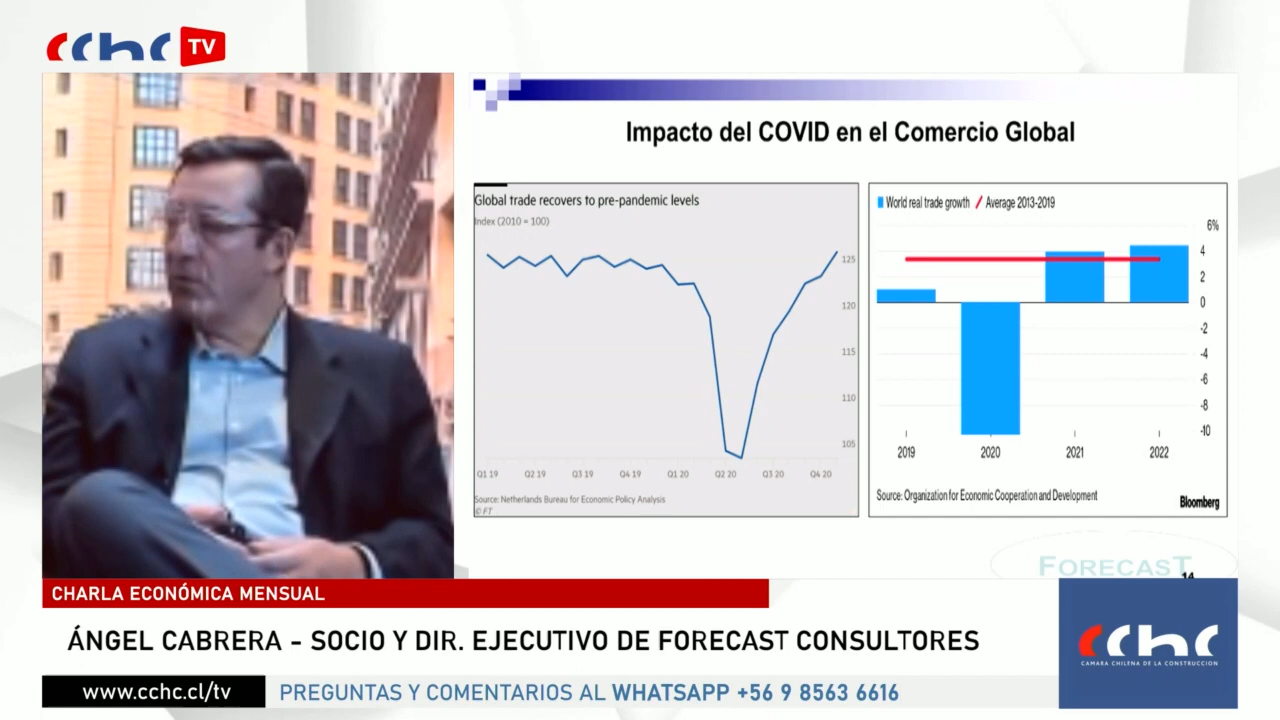 cchc TV
Impacto del COVID en el Comercio Global
Global trade recovers to pre-pandemic levels
Index (2010 = 100)
125
120
115
110
105
Q1 19 Q2 19 Q3 19 Q4 19 Q1 20 Q2 20 Q3 20 Q4 20
Source: Netherlands Bureau for Economic Policy Analysis
© FT
World real trade growth Average 2013-2019
6%
4
2
0
-2
-4
-6
-8
-10
2019 2020 2021 2022
Source: Organization for Economic Cooperation and Development
Bloomberg
FORECAST
14
CHARLA ECONÓMICA MENSUAL
ÁNGEL CABRERA - SOCIO Y DIR. EJECUTIVO DE FORECAST CONSULTORES
cchc
CAMARA CHILENA DE LA CONSTRUCCION
www.cchc.cl/tv
PREGUNTAS Y COMENTARIOS AL WHATSAPP +56 9 8563 6616